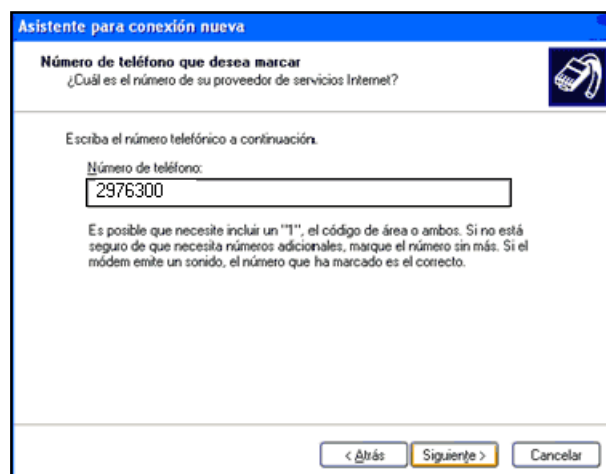 Asistente para conexión nueva
Número de teléfono que desea marcar
¿Cuál es el número de su proveedor de servicios Internet?
Escriba el número telefónico a continuación.
Número de teléfono:
2976300
Es posible que necesite incluir un "1", el código de área o ambos. Si no está
seguro de que necesita números adicionales, marque el número sin más. Si el
módem emite un sonido, el número que ha marcado es el correcto.
< Atrás
Siguiente >
Cancelar